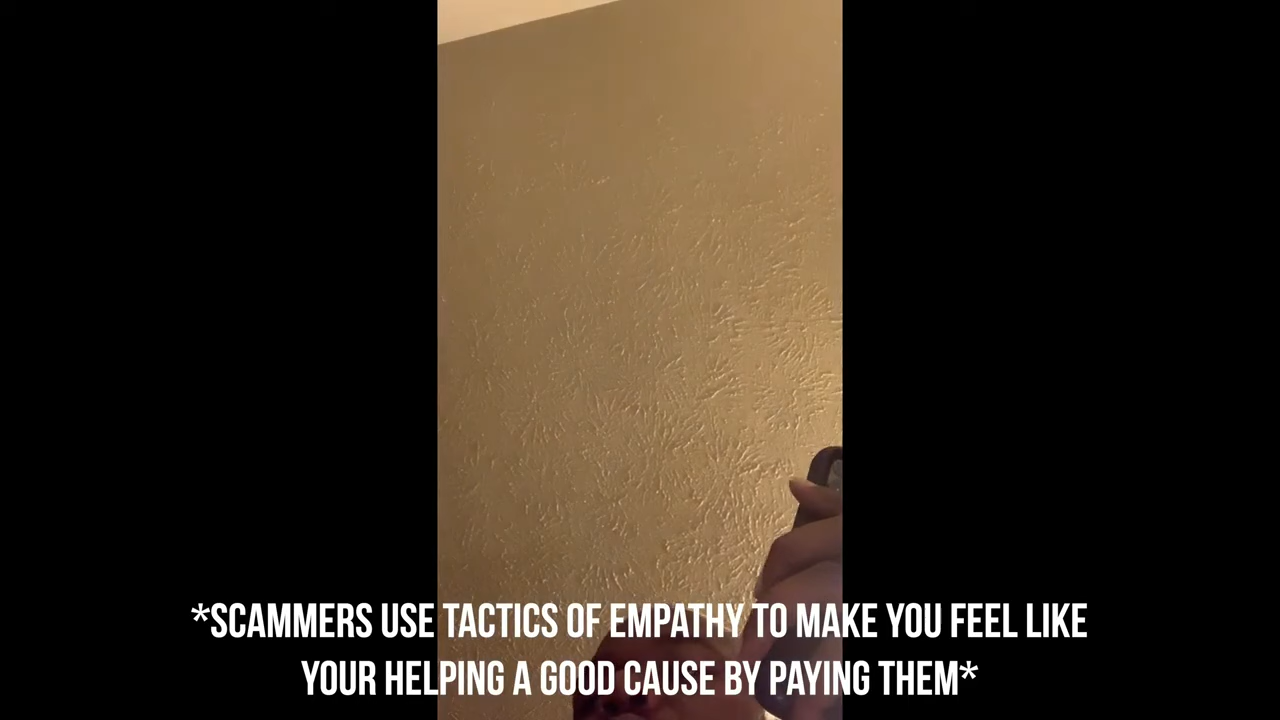 *SCAMMERS USE TACTICS OF EMPATHY TO MAKE YOU FEEL LIKE
YOUR HELPING A GOOD CAUSE BY PAYING THEM*